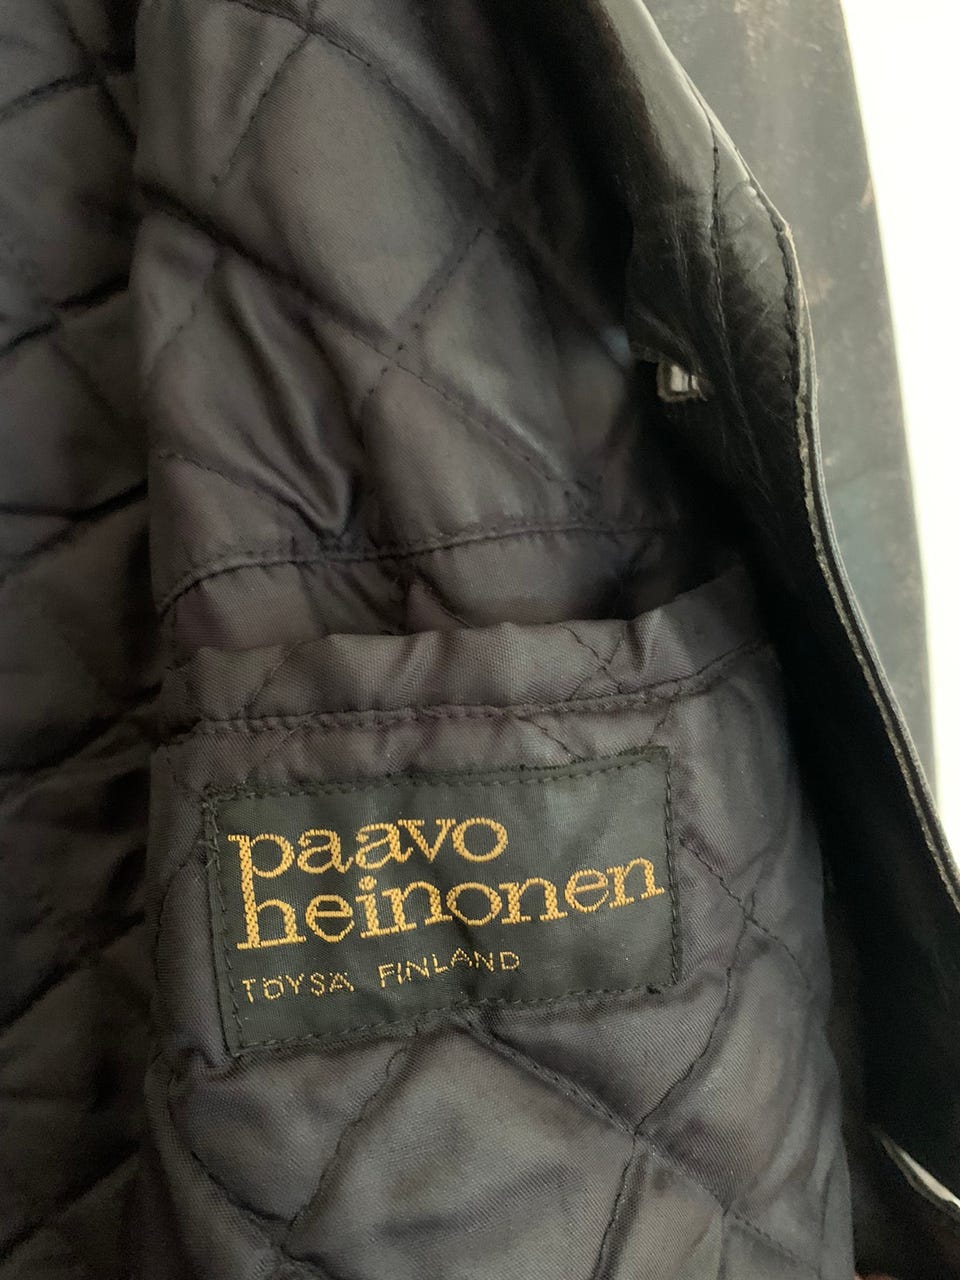 paavo
heinonen
TÖYSÄ FINLAND